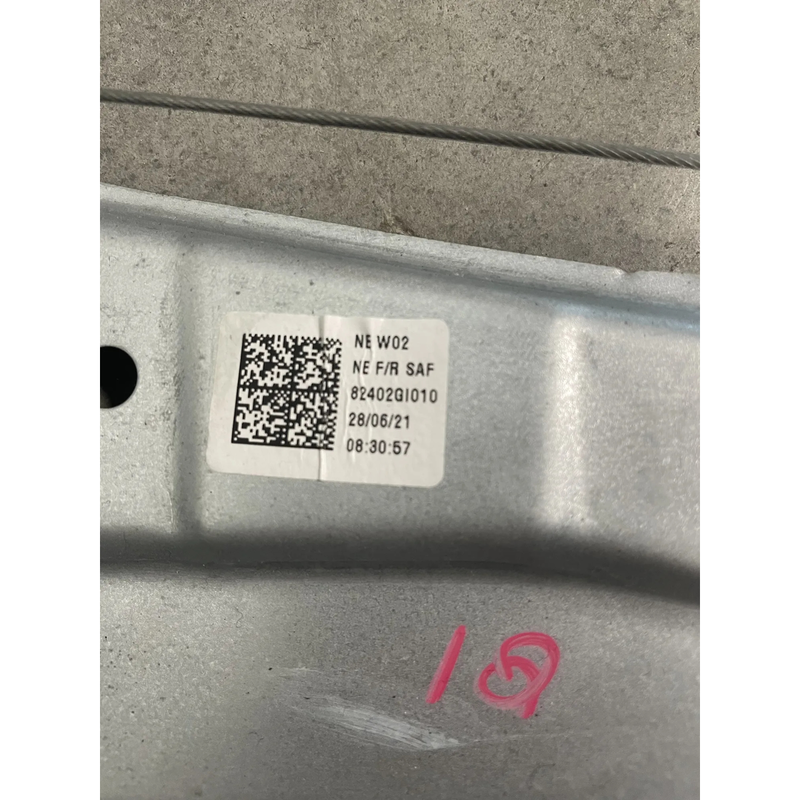 NE W02
NE F/R SAF
82402GI010
28/06/21
08:30:57